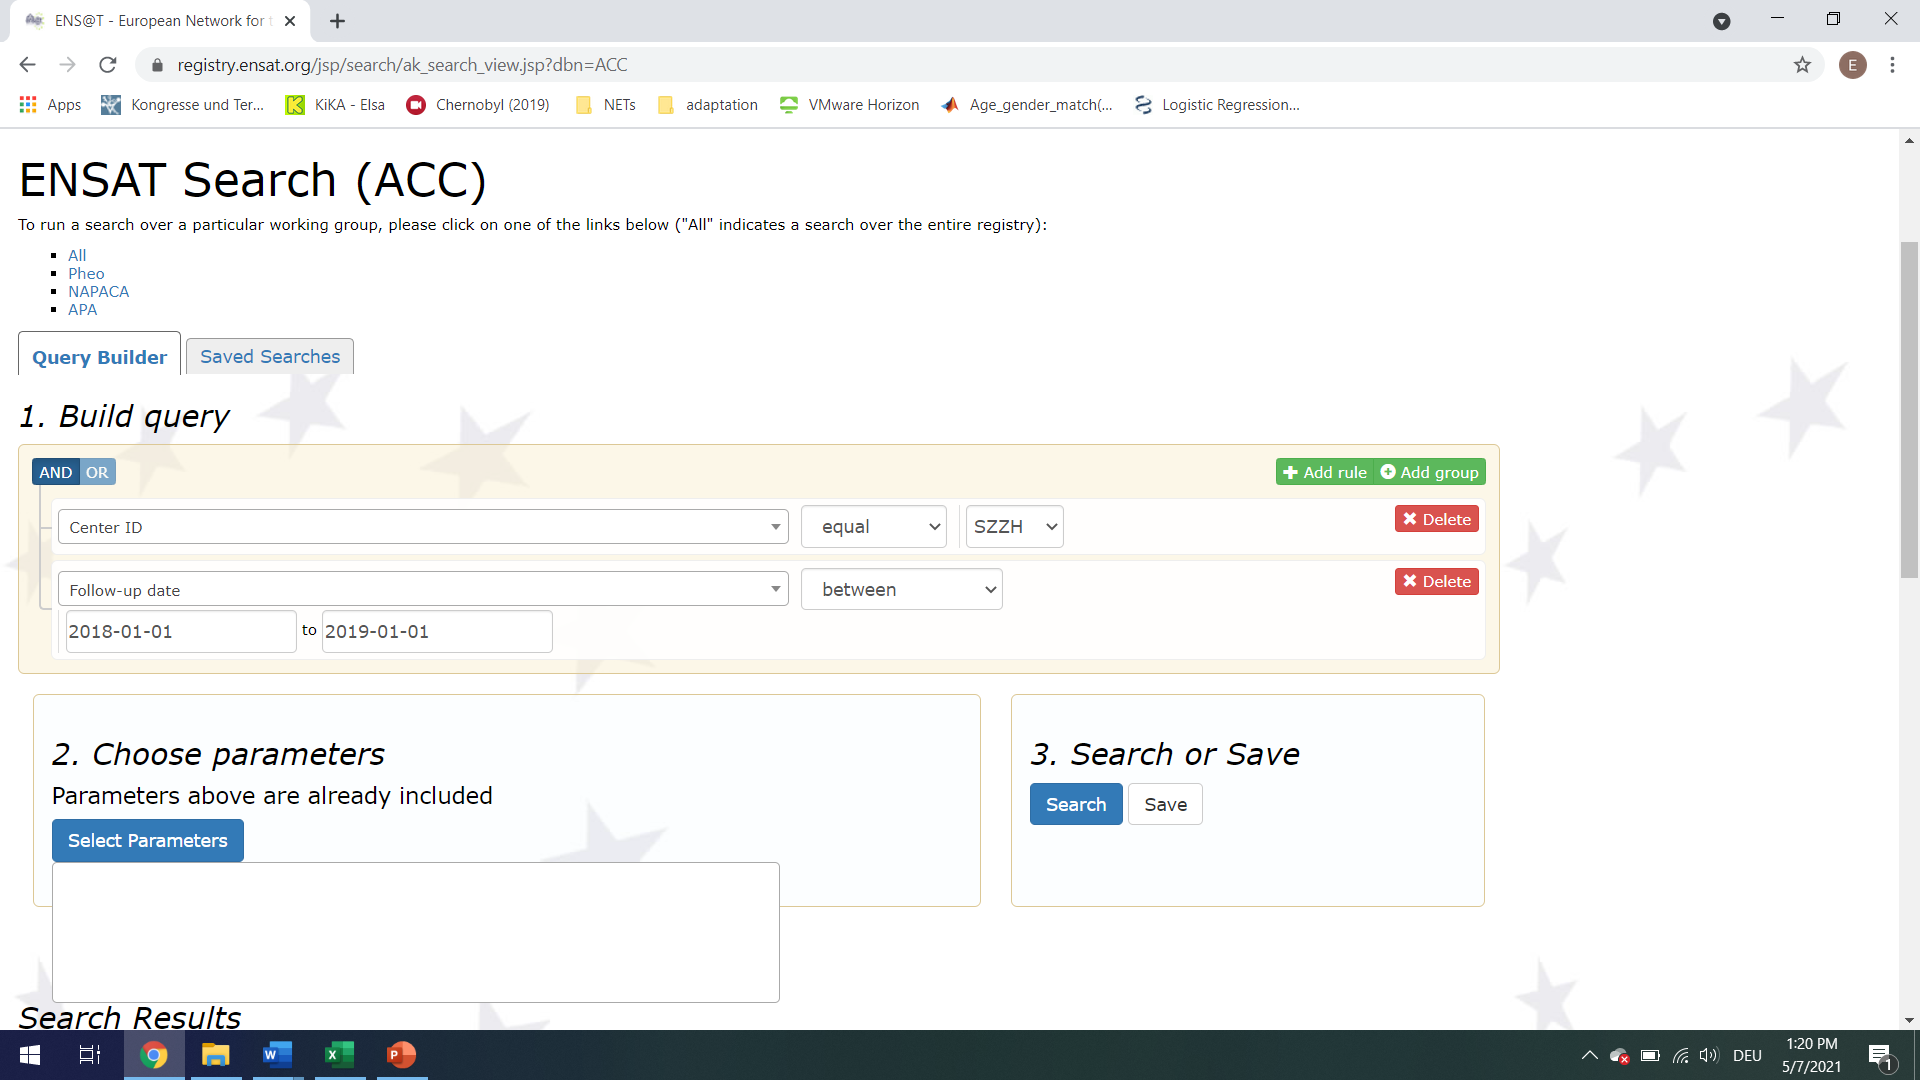 ENS@T - European Network for t
registry.ensat.org/jsp/search/ak_search_view.jsp?dbn=ACC
E
Apps Kongresse und Ter... KiKA - Elsa Chernobyl (2019) NETs adaptation VMware Horizon Age_gender_match(... Logistic Regression...
ENSAT Search (ACC)
To run a search over a particular working group, please click on one of the links below ("All" indicates a search over the entire registry):
All
Pheo
NAPACA
APA
Query Builder Saved Searches
1. Build query
AND OR Add rule Add group
Center ID equal SZZH Delete
Follow-up date between Delete
2018-01-01 to 2019-01-01
2. Choose parameters
Parameters above are already included
Select Parameters
3. Search or Save
Search Save
Search Results
DEU
1:20 PM
5/7/2021
1